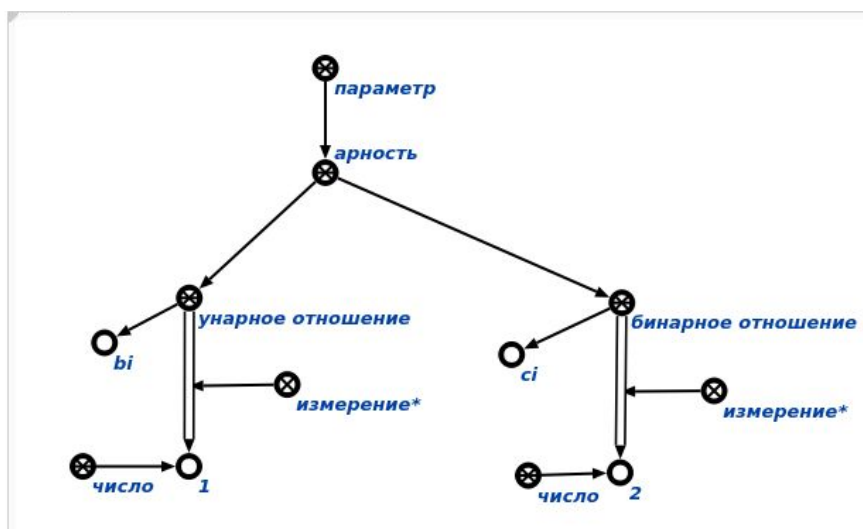 параметр
арность
унарное отношение
бинарное отношение
bi
ci
измерение*
измерение*
число
1
число
2